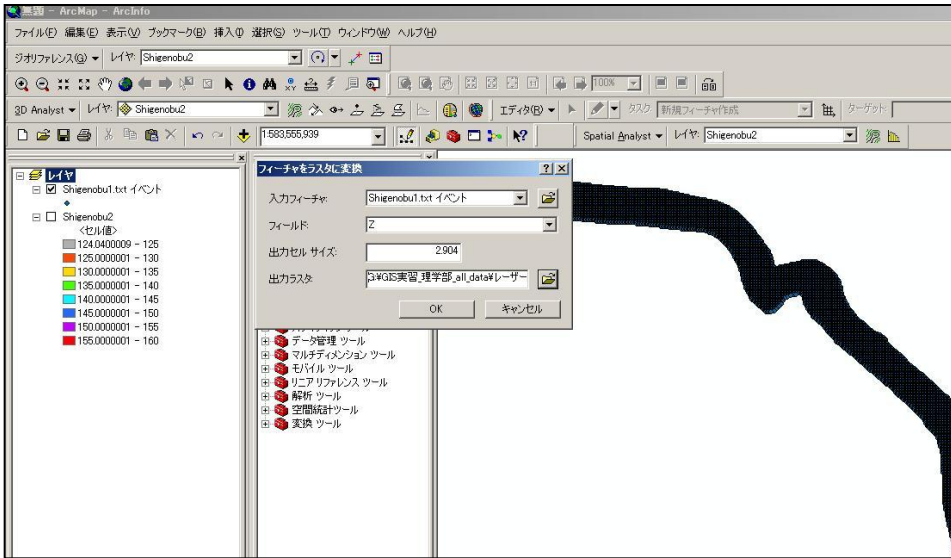 無題 - ArcMap - ArcInfo
ファイル(F) 編集(E) 表示(V) ブックマーク(B) 挿入(I) 選択(S) ツール(T) ウィンドウ(W) ヘルプ(H)
ジオリファレンス(G) レイヤ: Shigenobu2
100%
3D Analyst レイヤ: Shigenobu2 エディタ(R) タスク 新規フィーチャ作成 ターゲット:
1:583,555,939 Spatial Analyst レイヤ: Shigenobu2
レイヤ
Shigenobu1.txt イベント
Shigenobu2
<セル値>
124.0400009 - 125
125.0000001 - 130
130.0000001 - 135
135.0000001 - 140
140.0000001 - 145
145.0000001 - 150
150.0000001 - 155
155.0000001 - 160
フィーチャをラスタに変換
入力フィーチャ: Shigenobu1.txt イベント
フィールド: Z
出力セル サイズ: 2.904
出力ラスタ: G:¥GIS実習_理学部_all_data¥レーザー
OK キャンセル
データ管理 ツール
マルチディメンション ツール
モバイル ツール
リニア リファレンス ツール
解析 ツール
空間統計ツール
変換 ツール